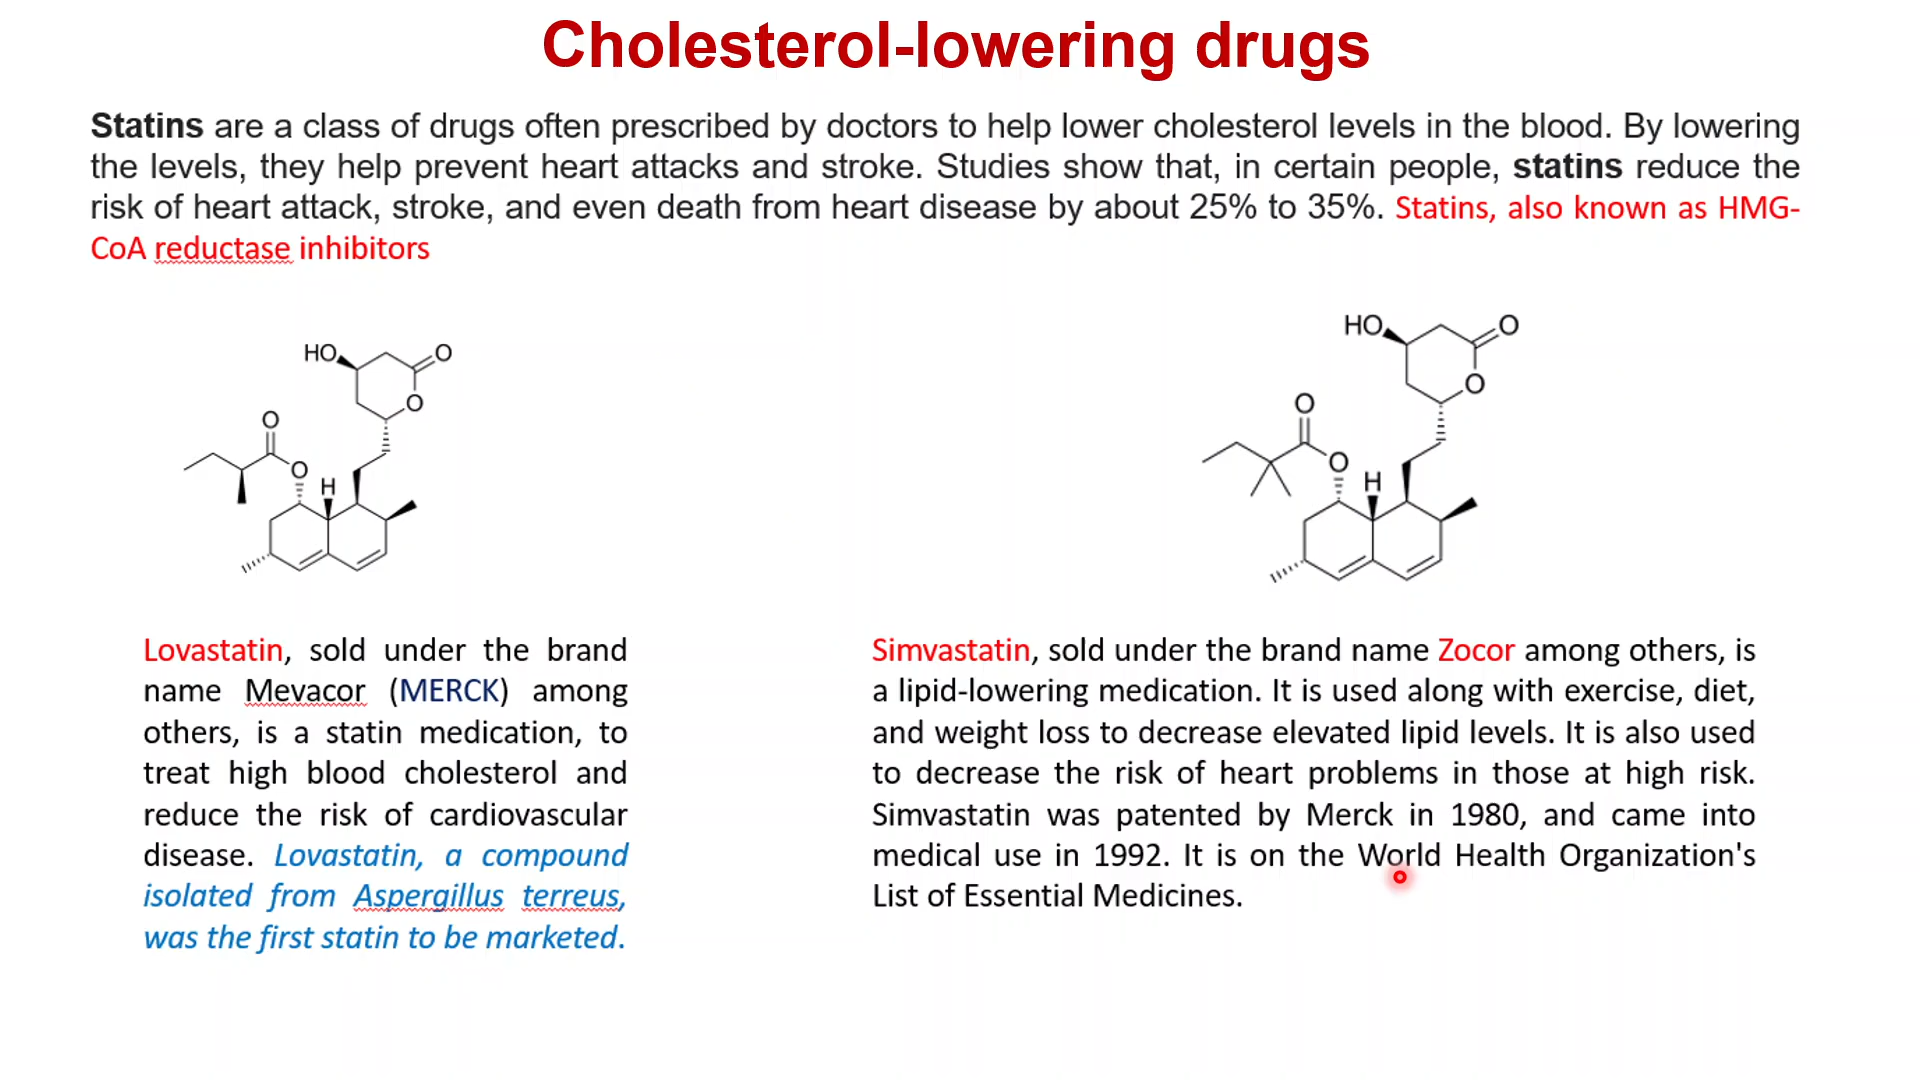 Cholesterol-lowering drugs
Statins are a class of drugs often prescribed by doctors to help lower cholesterol levels in the blood. By lowering
the levels, they help prevent heart attacks and stroke. Studies show that, in certain people, statins reduce the
risk of heart attack, stroke, and even death from heart disease by about 25% to 35%. Statins, also known as HMG-
CoA reductase inhibitors
HO
O
O
O
O
H
HO
O
O
O
O
H
Lovastatin, sold under the brand
name Mevacor (MERCK) among
others, is a statin medication, to
treat high blood cholesterol and
reduce the risk of cardiovascular
disease. Lovastatin, a compound
isolated from Aspergillus terreus,
was the first statin to be marketed.
Simvastatin, sold under the brand name Zocor among others, is
a lipid-lowering medication. It is used along with exercise, diet,
and weight loss to decrease elevated lipid levels. It is also used
to decrease the risk of heart problems in those at high risk.
Simvastatin was patented by Merck in 1980, and came into
medical use in 1992. It is on the World Health Organization's
List of Essential Medicines.